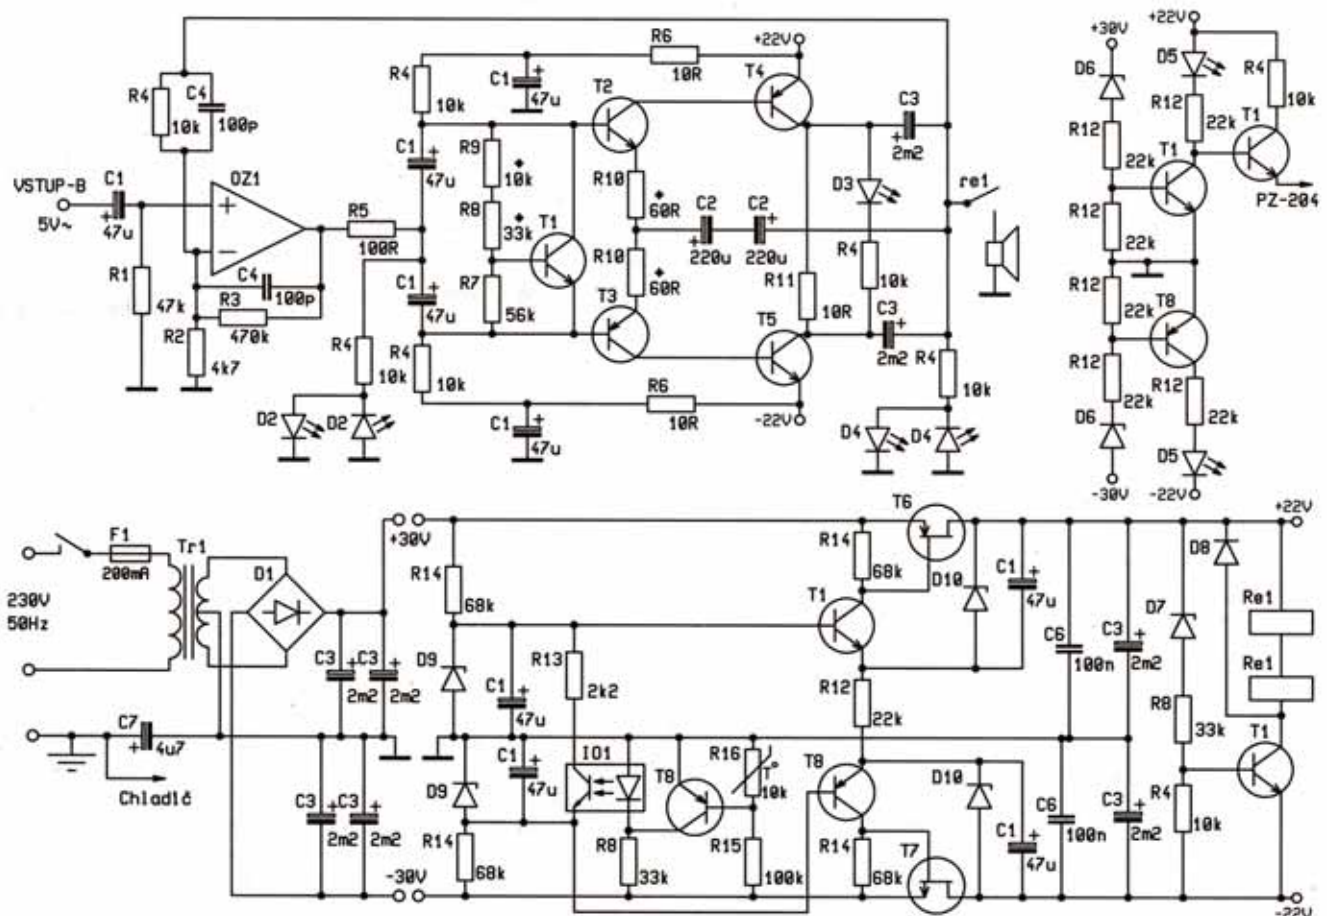 R6
10R
+22V
C1
47u
R4
10k
T2
T4
C3
2m2
R4
10k
C4
100p
R9
10k
R10
60R
D3
re1
VSTUP-B
5V~
C1
47u
OZ1
R5
100R
C1
47u
R8
33k
T1
C2
220u
C2
220u
R10
60R
R4
10k
R1
47k
C4
100p
R3
470k
R2
4k7
C1
47u
R7
56k
T3
R11
10R
T5
C3
2m2
R4
10k
R4
10k
R4
10k
R6
10R
-22V
D2
D2
C1
47u
D4
D4
+30V
+22V
D6
D5
R4
10k
R12
22k
R12
22k
T1
T1
PZ-204
R12
22k
R12
22k
T8
R12
22k
R12
22k
D6
D5
-30V
-22V
F1
200mA
Tr1
D1
230V
50Hz
+30V
R14
68k
C3
2m2
C3
2m2
D9
C1
47u
R13
2k2
T6
R14
68k
T1
D10
C1
47u
R12
22k
C6
100n
C3
2m2
+22V
D8
D7
Re1
Re1
R8
33k
T1
R4
10k
C7
4u7
Chladič
C3
2m2
C3
2m2
-30V
D9
C1
47u
R14
68k
IO1
R8
33k
T8
R16
T°
10k
R15
100k
T8
R14
68k
T7
D10
C1
47u
C6
100n
C3
2m2
-22V